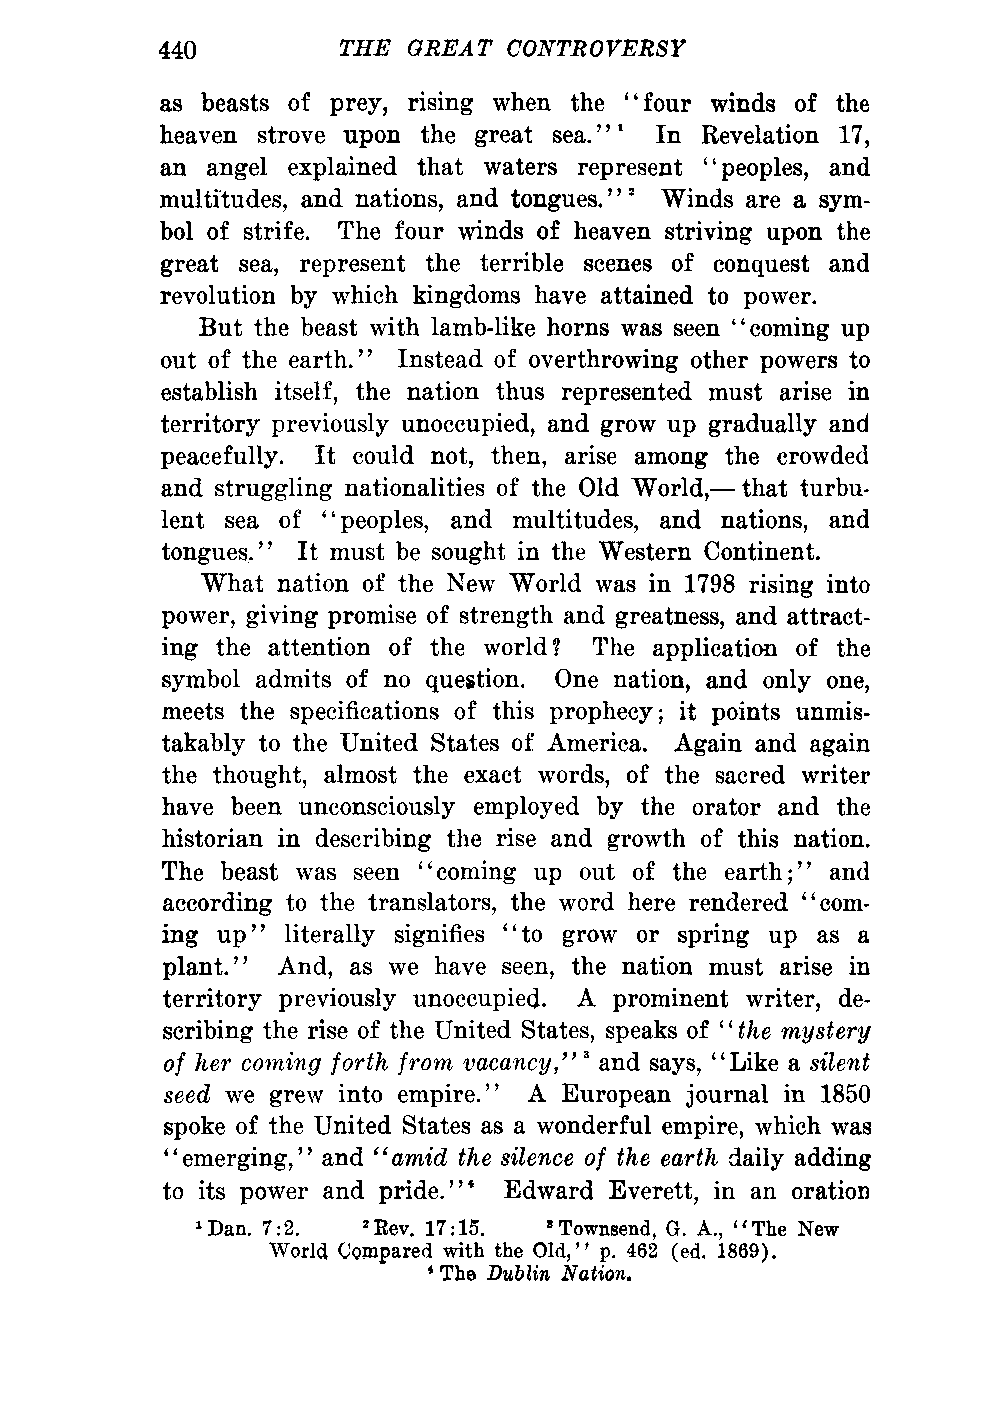 440 THE GREAT CONTROVERSY
as beasts of prey, rising when the "four winds of the
heaven strove upon the great sea."¹ In Revelation 17,
an angel explained that waters represent "peoples, and
multitudes, and nations, and tongues."² Winds are a sym-
bol of strife. The four winds of heaven striving upon the
great sea, represent the terrible scenes of conquest and
revolution by which kingdoms have attained to power.
But the beast with lamb-like horns was seen "coming up
out of the earth." Instead of overthrowing other powers to
establish itself, the nation thus represented must arise in
territory previously unoccupied, and grow up gradually and
peacefully. It could not, then, arise among the crowded
and struggling nationalities of the Old World,—that turbu-
lent sea of "peoples, and multitudes, and nations, and
tongues." It must be sought in the Western Continent.
What nation of the New World was in 1798 rising into
power, giving promise of strength and greatness, and attract-
ing the attention of the world? The application of the
symbol admits of no question. One nation, and only one,
meets the specifications of this prophecy; it points unmis-
takably to the United States of America. Again and again
the thought, almost the exact words, of the sacred writer
have been unconsciously employed by the orator and the
historian in describing the rise and growth of this nation.
The beast was seen "coming up out of the earth;" and
according to the translators, the word here rendered "com-
ing up" literally signifies "to grow or spring up as a
plant." And, as we have seen, the nation must arise in
territory previously unoccupied. A prominent writer, de-
scribing the rise of the United States, speaks of "the mystery
of her coming forth from vacancy,"³ and says, "Like a silent
seed we grew into empire." A European journal in 1850
spoke of the United States as a wonderful empire, which was
"emerging," and "amid the silence of the earth daily adding
to its power and pride."⁴ Edward Everett, in an oration
¹Dan. 7:2. ²Rev. 17:15. ³Townsend, G. A., "The New
World Compared with the Old," p. 462 (ed. 1869).
⁴The Dublin Nation.